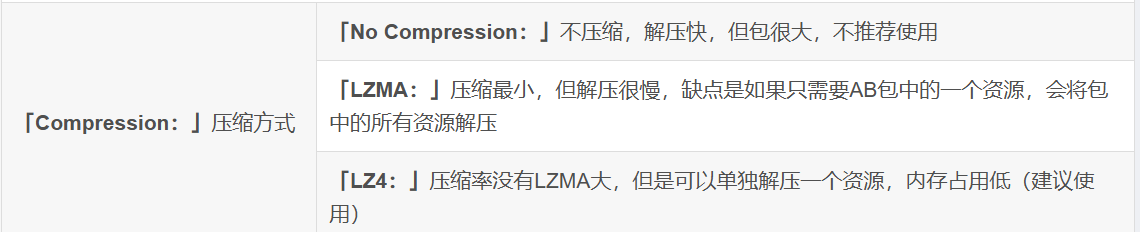 「Compression：」压缩方式
「No Compression：」不压缩，解压快，但包很大，不推荐使用
「LZMA：」压缩最小，但解压很慢，缺点是如果只需要AB包中的一个资源，会将包
中的所有资源解压
「LZ4：」压缩率没有LZMA大，但是可以单独解压一个资源，内存占用低（建议使
用）